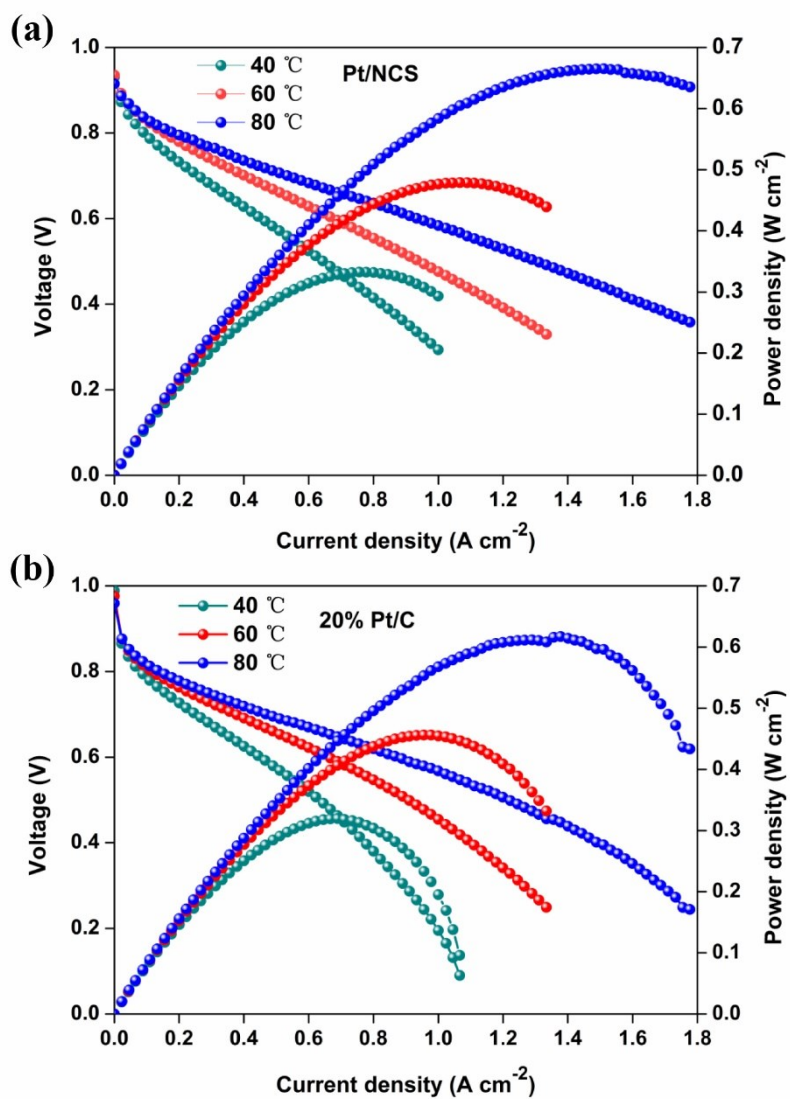 (a)
Pt/NCS
40 ℃
60 ℃
80 ℃
Voltage (V)
1.0
0.8
0.6
0.4
0.2
0.0
Power density (W cm⁻²)
0.7
0.6
0.5
0.4
0.3
0.2
0.1
0.0
0.0 0.2 0.4 0.6 0.8 1.0 1.2 1.4 1.6 1.8
Current density (A cm⁻²)
(b)
20% Pt/C
40 ℃
60 ℃
80 ℃
Voltage (V)
1.0
0.8
0.6
0.4
0.2
0.0
Power density (W cm⁻²)
0.7
0.6
0.5
0.4
0.3
0.2
0.1
0.0
0.0 0.2 0.4 0.6 0.8 1.0 1.2 1.4 1.6 1.8
Current density (A cm⁻²)